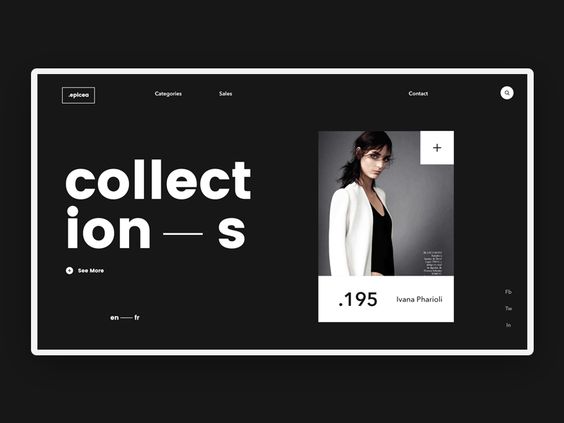 .epicea
Categories
Sales
Contact
collect
ion — s
See More
en — fr
.195
Ivana Pharioli
Fb
Tw
In